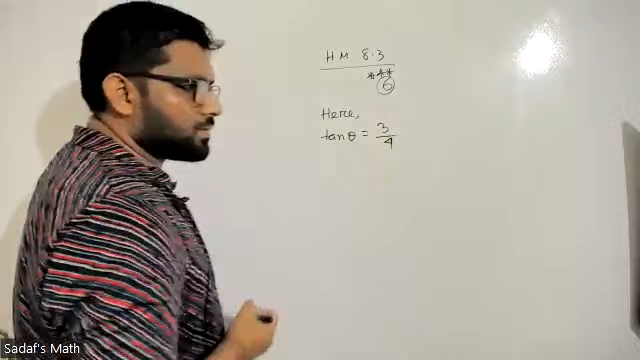 HM 8.3
***
6
Here,
tanθ = 3/4
Sadaf's Math